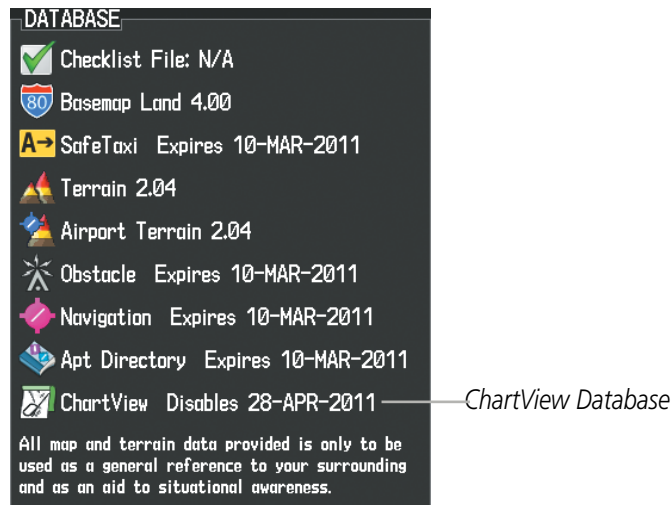 DATABASE
Checklist File: N/A
80 Basemap Land 4.00
A→ SafeTaxi Expires 10-MAR-2011
Terrain 2.04
Airport Terrain 2.04
Obstacle Expires 10-MAR-2011
Navigation Expires 10-MAR-2011
Apt Directory Expires 10-MAR-2011
ChartView Disables 28-APR-2011 ChartView Database
All map and terrain data provided is only to be
used as a general reference to your surrounding
and as an aid to situational awareness.